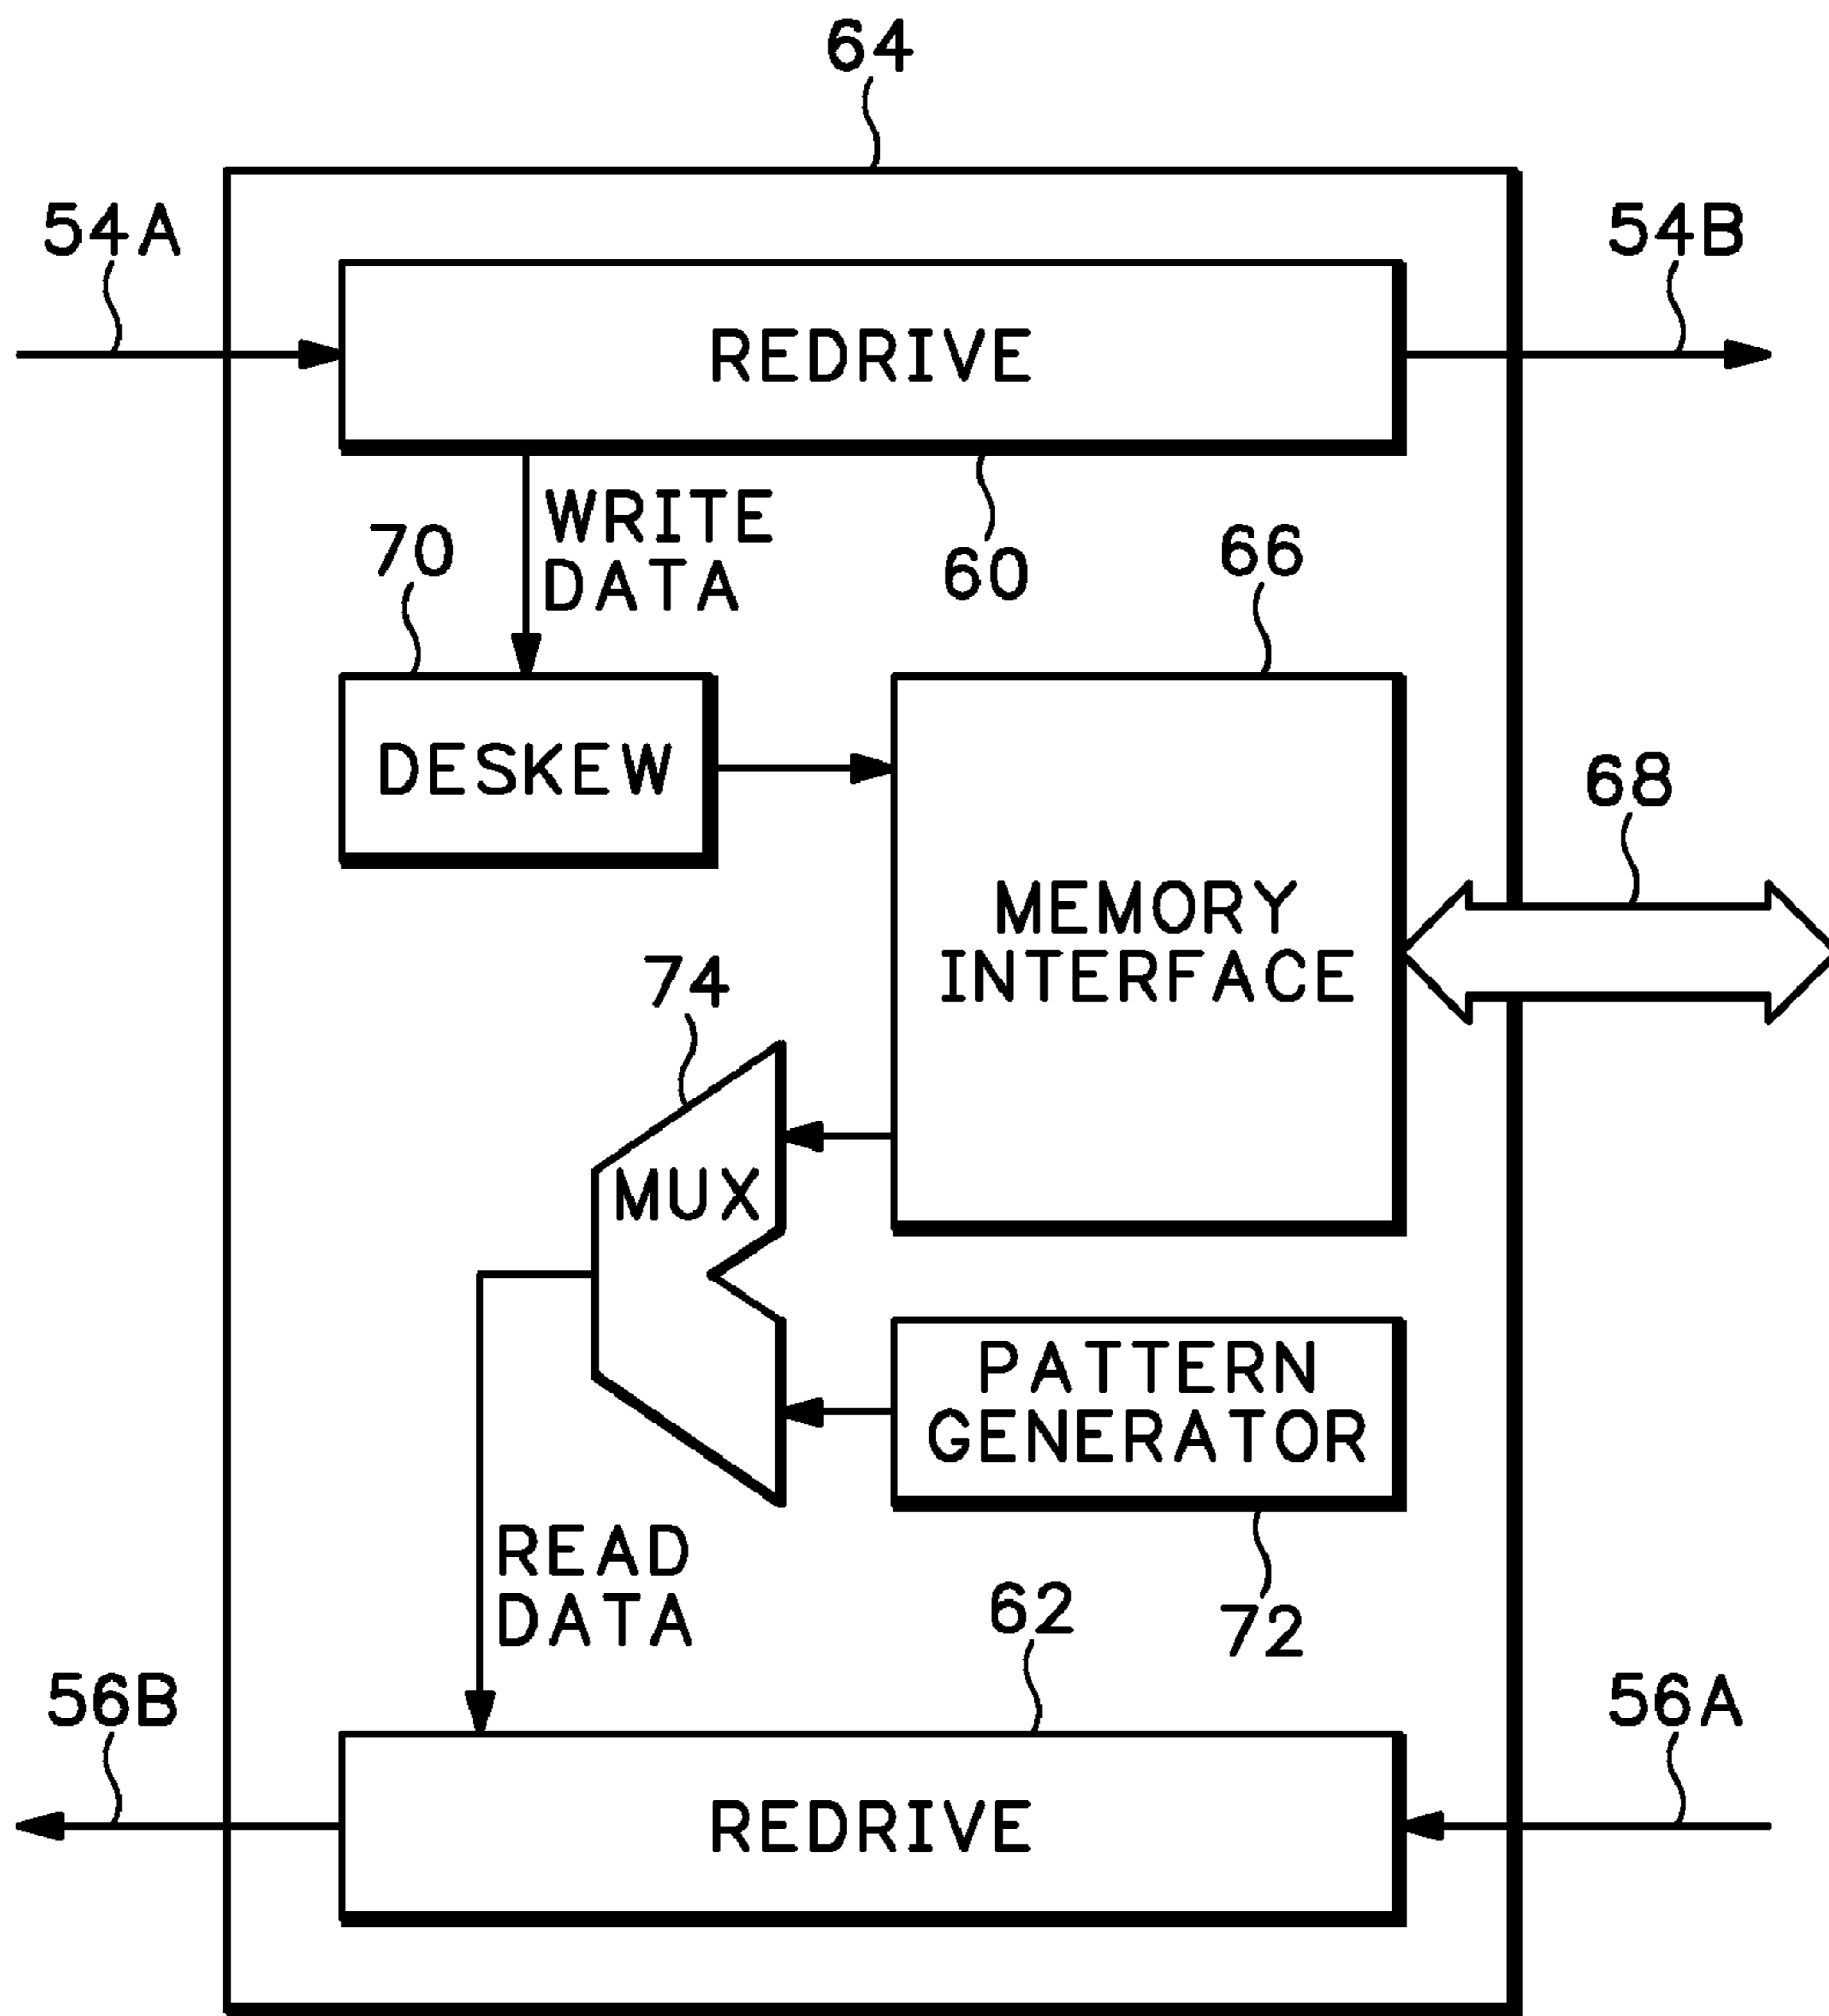 64
54A
54B
REDRIVE
WRITE
DATA
60
70
66
DESKEW
68
MEMORY
INTERFACE
74
MUX
PATTERN
GENERATOR
READ
DATA
62
72
56B
56A
REDRIVE